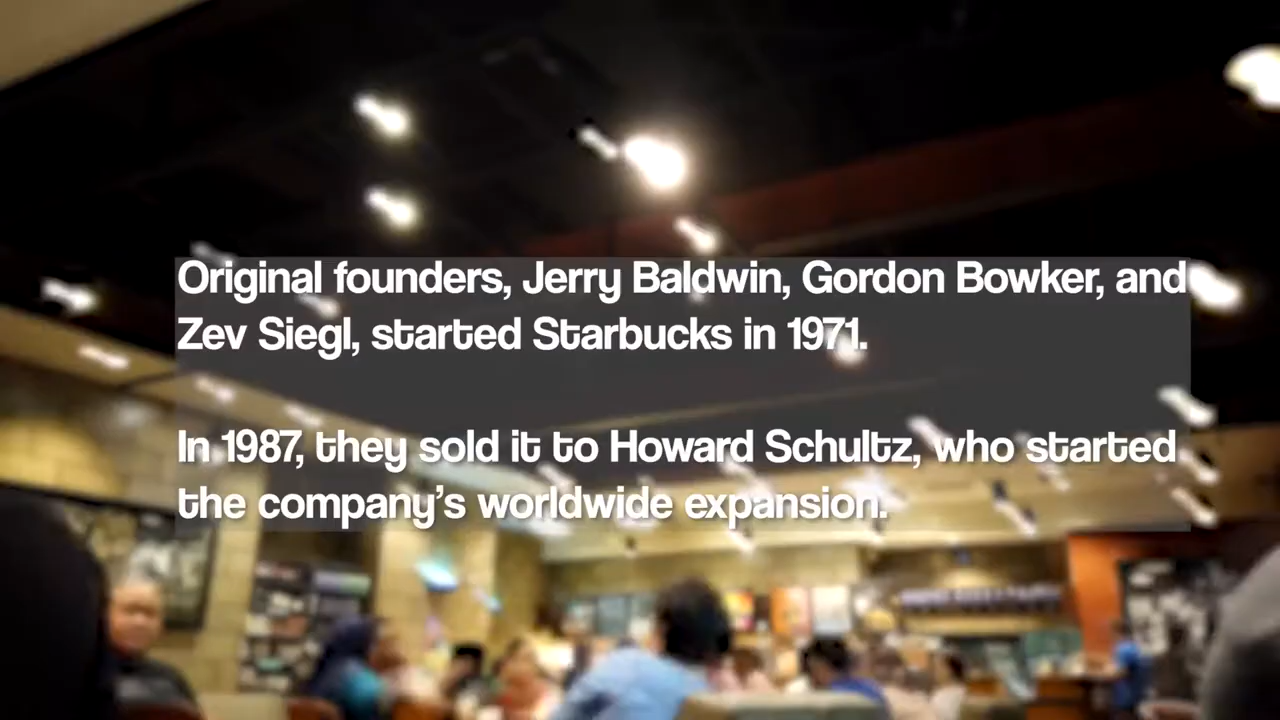 Original founders, Jerry Baldwin, Gordon Bowker, and
Zev Siegl, started Starbucks in 1971.
In 1987, they sold it to Howard Schultz, who started
the company’s worldwide expansion.